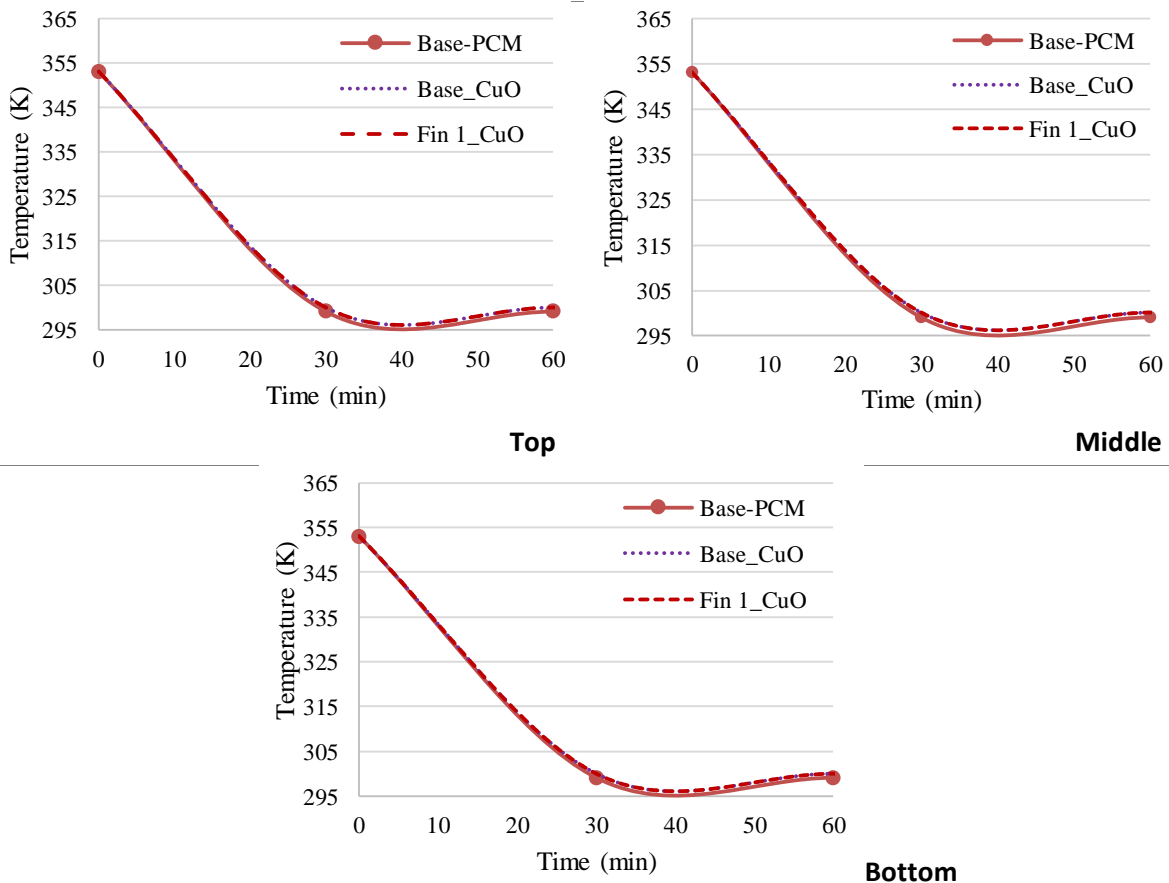 365
355
345
335
325
315
305
295
Temperature (K)
0 10 20 30 40 50 60
Time (min)
Base-PCM
Base_CuO
Fin 1_CuO
Top
365
355
345
335
325
315
305
295
Temperature (K)
0 10 20 30 40 50 60
Time (min)
Base-PCM
Base_CuO
Fin 1_CuO
Middle
365
355
345
335
325
315
305
295
Temperature (K)
0 10 20 30 40 50 60
Time (min)
Base-PCM
Base_CuO
Fin 1_CuO
Bottom